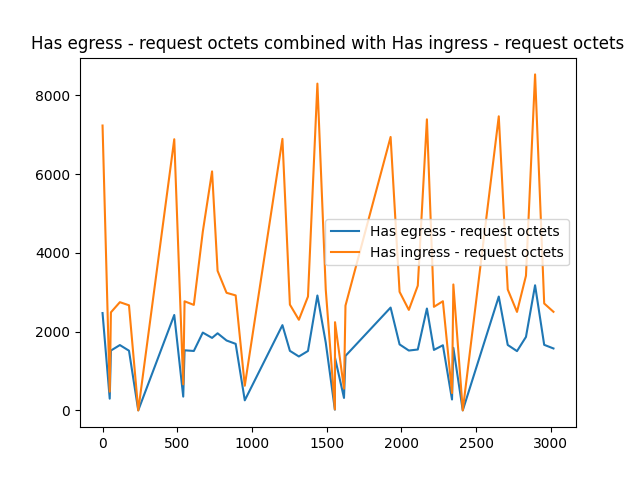 Has egress - request octets combined with Has ingress - request octets
8000
6000
4000
2000
0
Has egress - request octets
Has ingress - request octets
0 500 1000 1500 2000 2500 3000